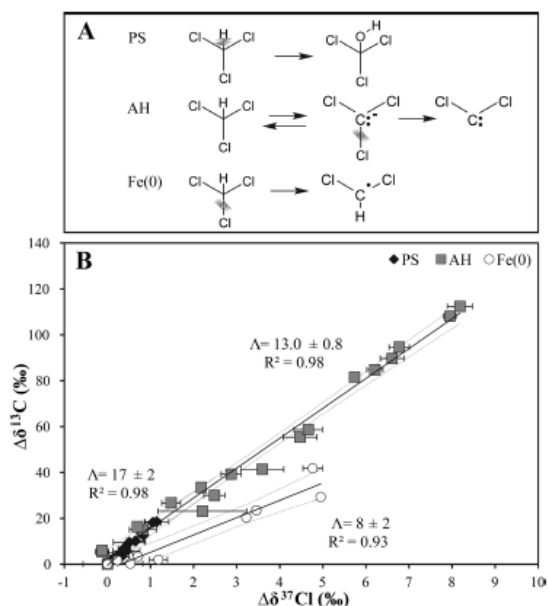 A
PS
H
Cl
Cl
Cl
H
O
Cl
Cl
Cl
AH
H
Cl
Cl
Cl
Cl
Cl
C:-
Cl
Cl
Cl
C:
Fe(0)
H
Cl
Cl
Cl
Cl
Cl
C·
H
B
◆ PS ■ AH ○ Fe(0)
140
120
100
80
60
40
20
0
Δδ¹³C (‰)
Λ= 13.0 ± 0.8
R² = 0.98
Λ= 17 ± 2
R² = 0.98
Λ= 8 ± 2
R² = 0.93
-1 0 1 2 3 4 5 6 7 8 9
Δδ³⁷Cl (‰)